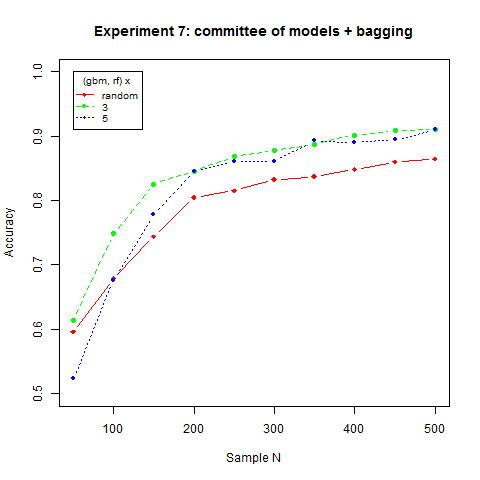 Experiment 7: committee of models + bagging
(gbm, rf) x
random
3
5
Accuracy
1.0
0.9
0.8
0.7
0.6
0.5
100 200 300 400 500
Sample N